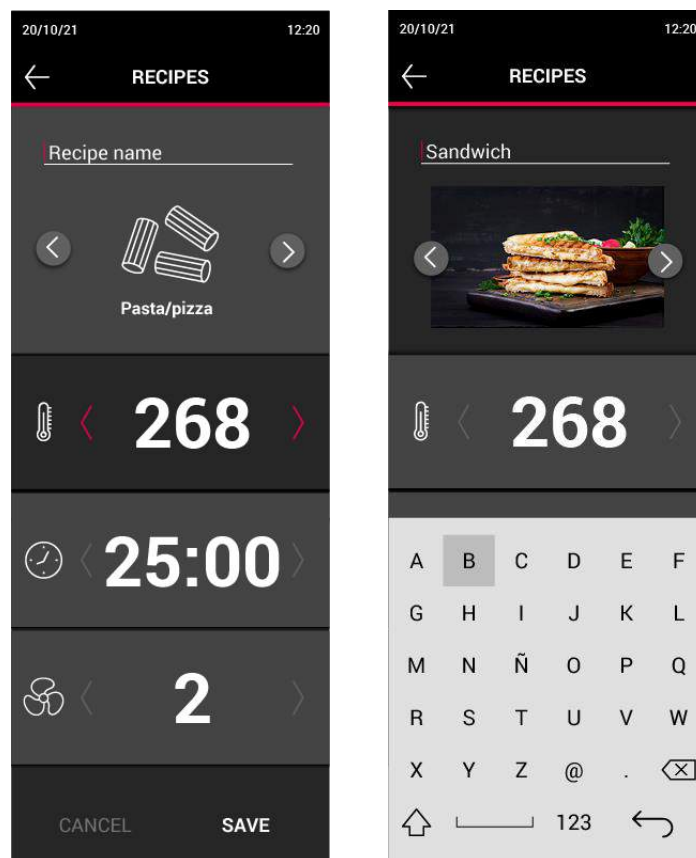 20/10/21 12:20
RECIPES
Recipe name
Pasta/pizza
268
25:00
2
CANCEL SAVE
20/10/21 12:20
RECIPES
Sandwich
268
A B C D E F
G H I J K L
M N Ñ O P Q
R S T U V W
X Y Z @ .
123